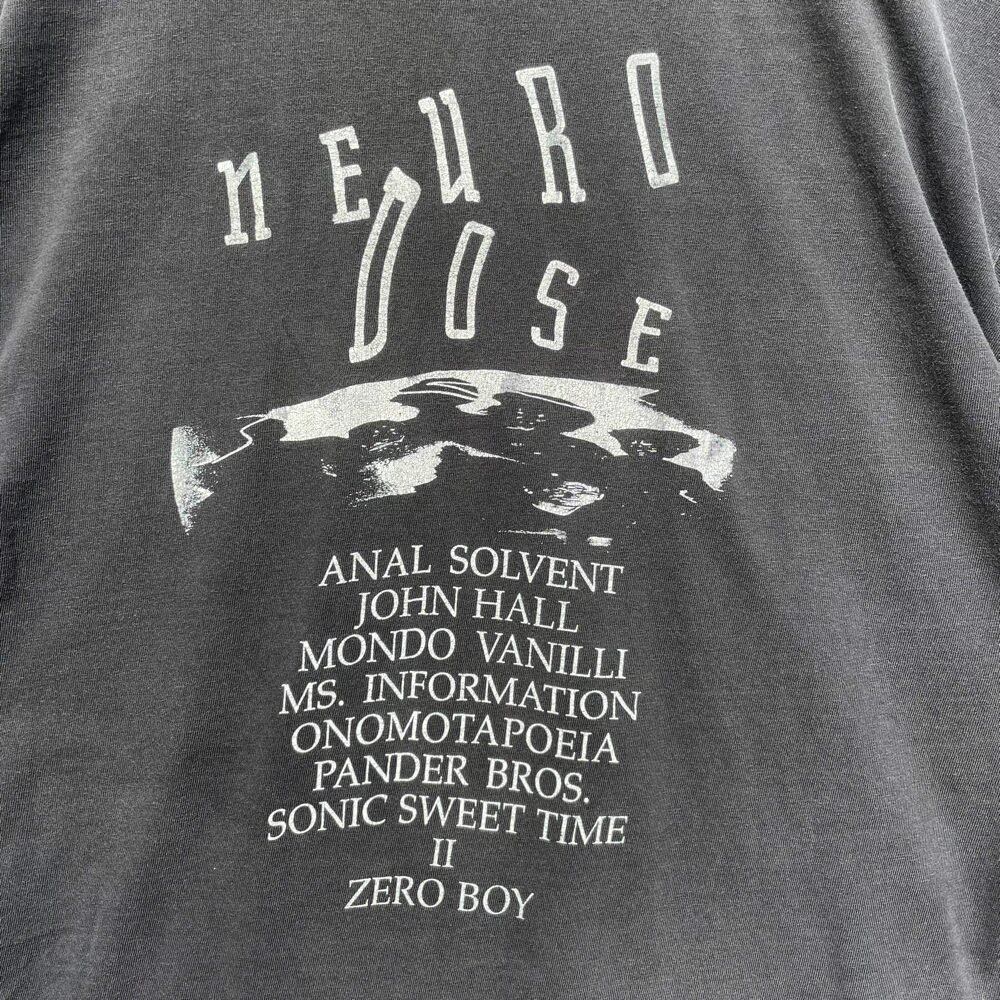 nEURO
DOSE
ANAL SOLVENT
JOHN HALL
MONDO VANILLI
MS. INFORMATION
ONOMOTAPOEIA
PANDER BROS.
SONIC SWEET TIME
II
ZERO BOY